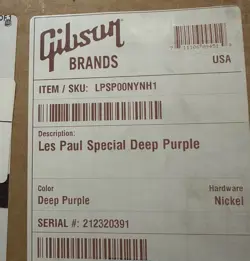 Gibson
BRANDS
USA
ITEM / SKU: LPSP00NYNH1
Description:
Les Paul Special Deep Purple
Color
Hardware
Deep Purple
Nickel
SERIAL #: 212320391